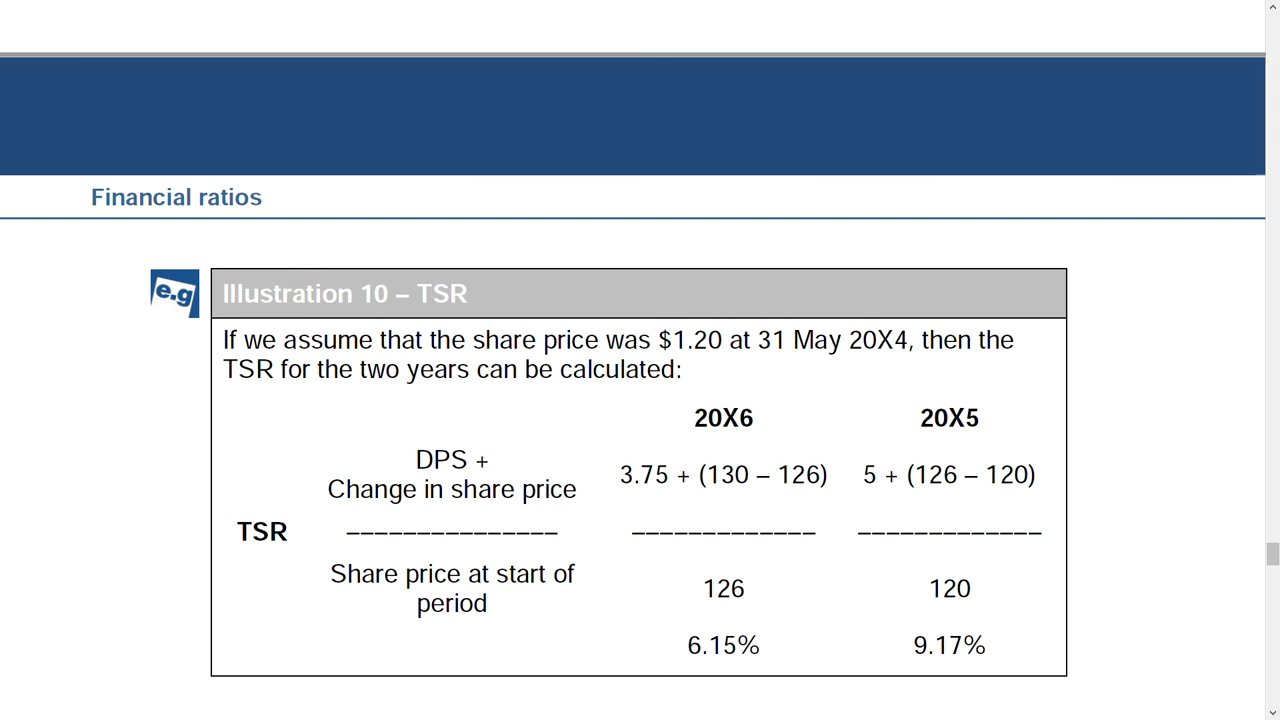 Financial ratios
e.g
Illustration 10 – TSR
If we assume that the share price was $1.20 at 31 May 20X4, then the
TSR for the two years can be calculated:
20X6 20X5
DPS +
Change in share price 3.75 + (130 – 126) 5 + (126 – 120)
TSR ––––––––––––––– ––––––––––––– –––––––––––––
Share price at start of
period 126 120
6.15% 9.17%